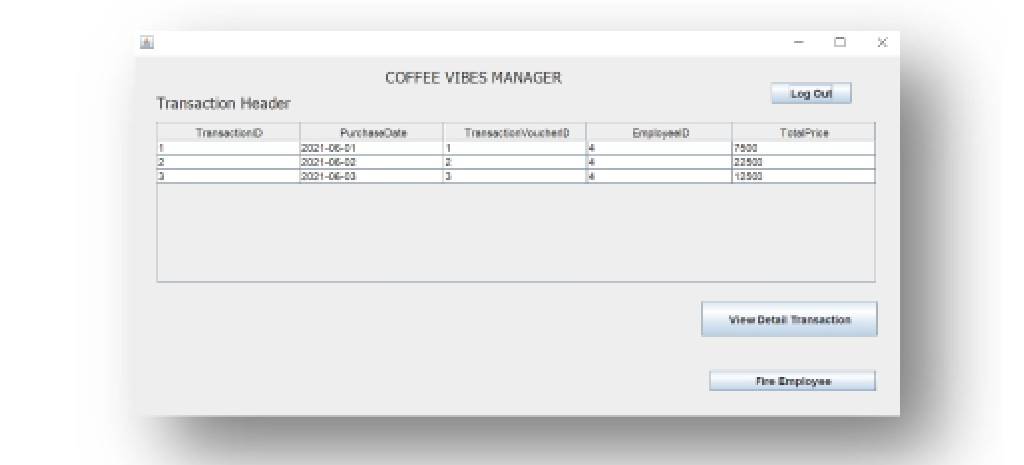 COFFEE VIBES MANAGER
Log Out
Transaction Header
TransactionID PurchaseDate TransactionVoucherID EmployeeID TotalPrice
1 2021-06-01 1 4 7500
2 2021-06-02 2 4 22500
3 2021-06-03 3 4 12500
View Detail Transaction
Fire Employee